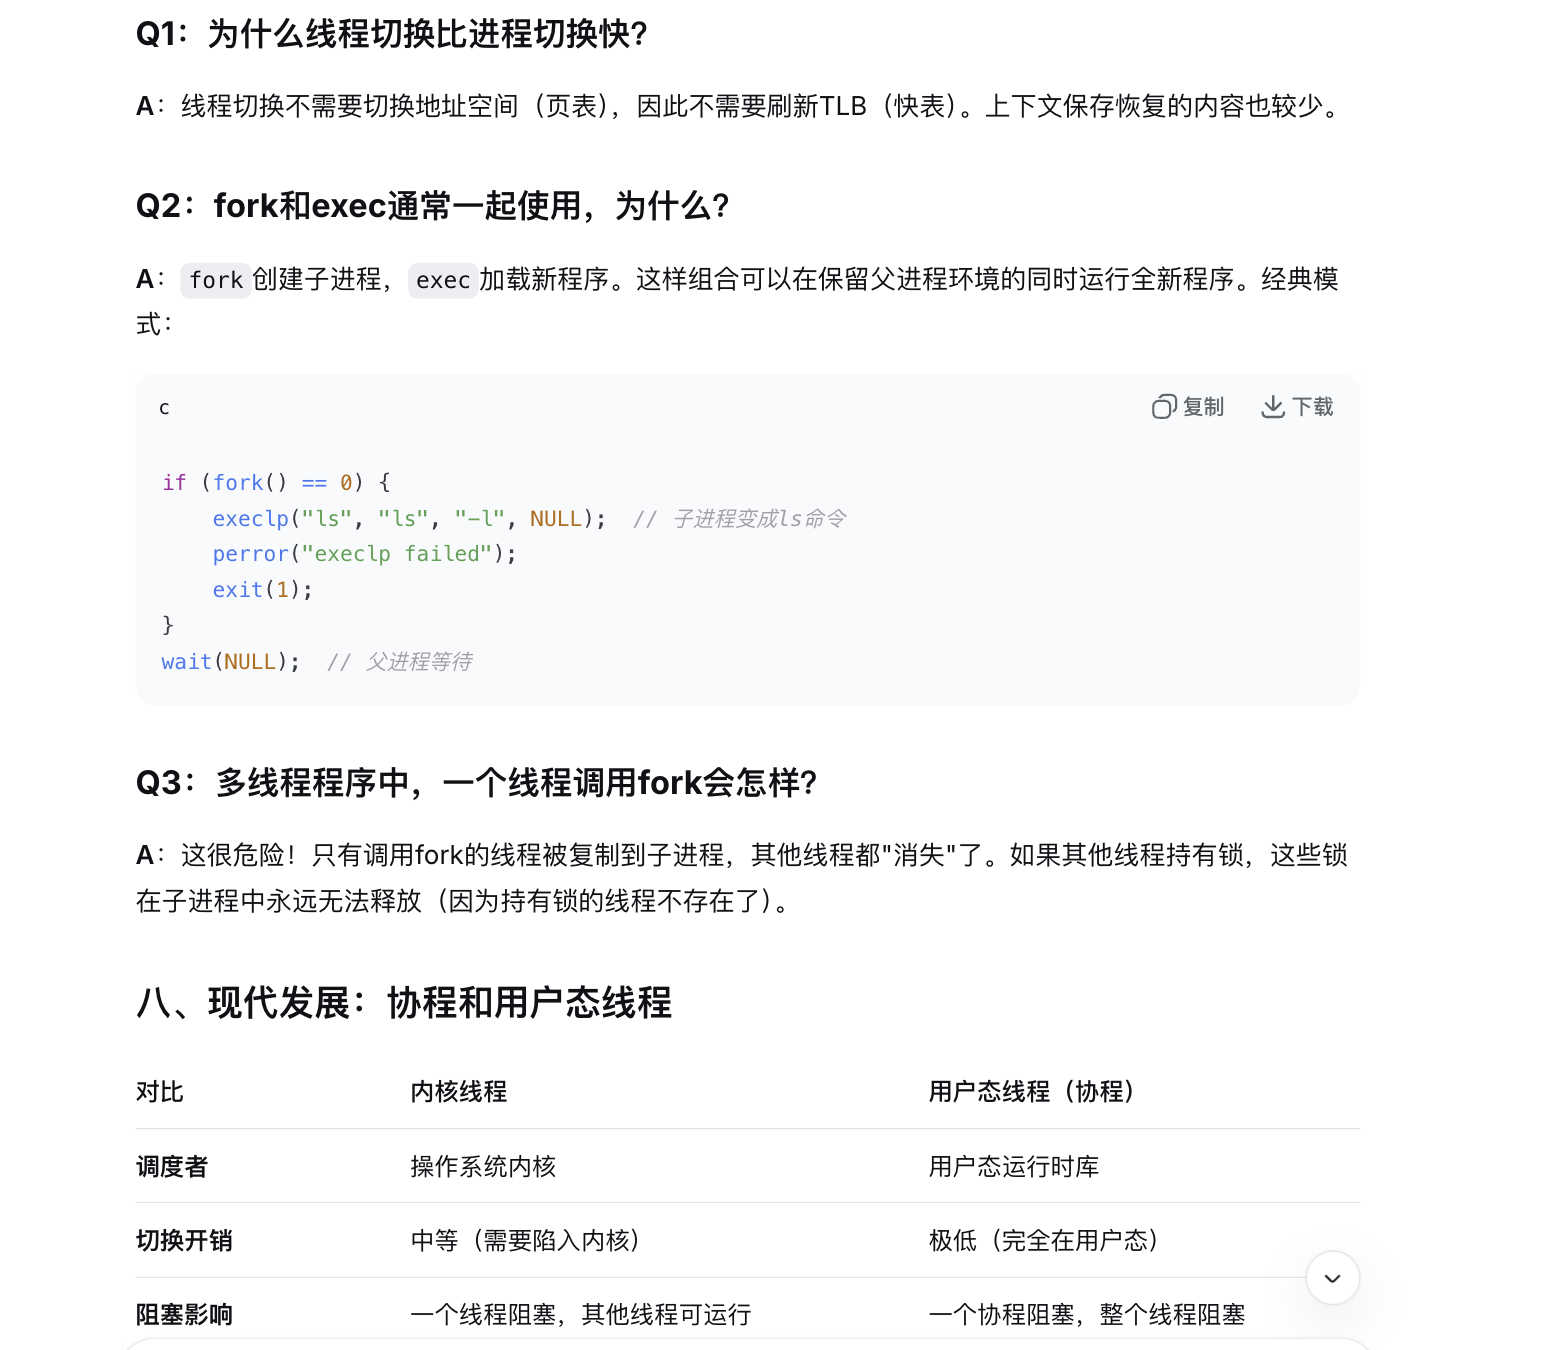 Q1：为什么线程切换比进程切换快？
A：线程切换不需要切换地址空间（页表），因此不需要刷新TLB（快表）。上下文保存恢复的内容也较少。
Q2：fork和exec通常一起使用，为什么？
A：fork创建子进程，exec加载新程序。这样组合可以在保留父进程环境的同时运行全新程序。经典模
式：
c 复制 下载
if (fork() == 0) {
    execlp("ls", "ls", "-l", NULL);  // 子进程变成ls命令
    perror("execlp failed");
    exit(1);
}
wait(NULL);  // 父进程等待
Q3：多线程程序中，一个线程调用fork会怎样？
A：这很危险！只有调用fork的线程被复制到子进程，其他线程都"消失"了。如果其他线程持有锁，这些锁
在子进程中永远无法释放（因为持有锁的线程不存在了）。
八、现代发展：协程和用户态线程
对比 内核线程 用户态线程（协程）
调度者 操作系统内核 用户态运行时库
切换开销 中等（需要陷入内核） 极低（完全在用户态）
阻塞影响 一个线程阻塞，其他线程可运行 一个协程阻塞，整个线程阻塞